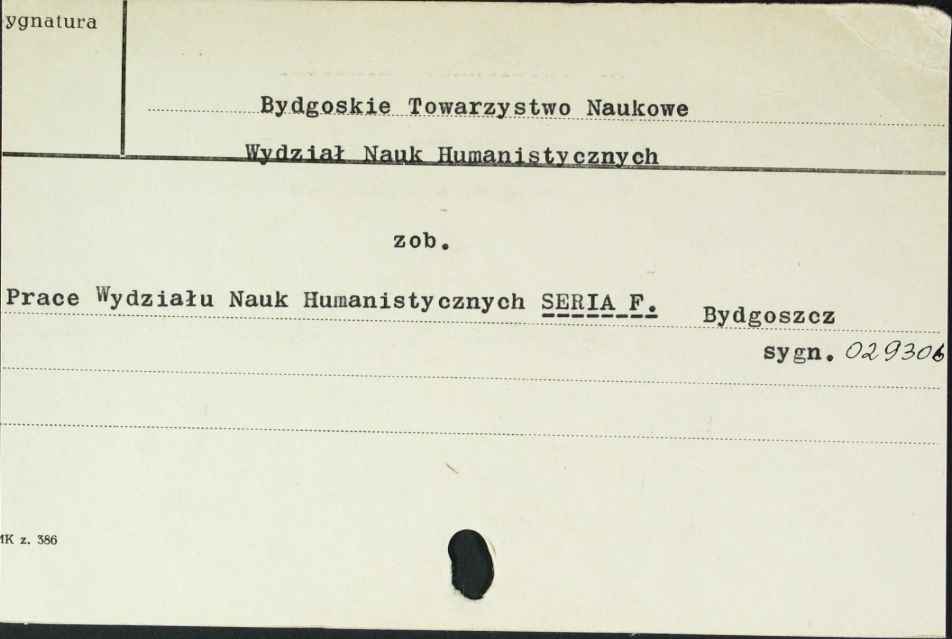 ygnatura
Bydgoskie Towarzystwo Naukowe
Wydział Nauk Humanistycznych
zob.
Prace Wydziału Nauk Humanistycznych SERIA F. Bydgoszcz
sygn. 029306
MK z. 386